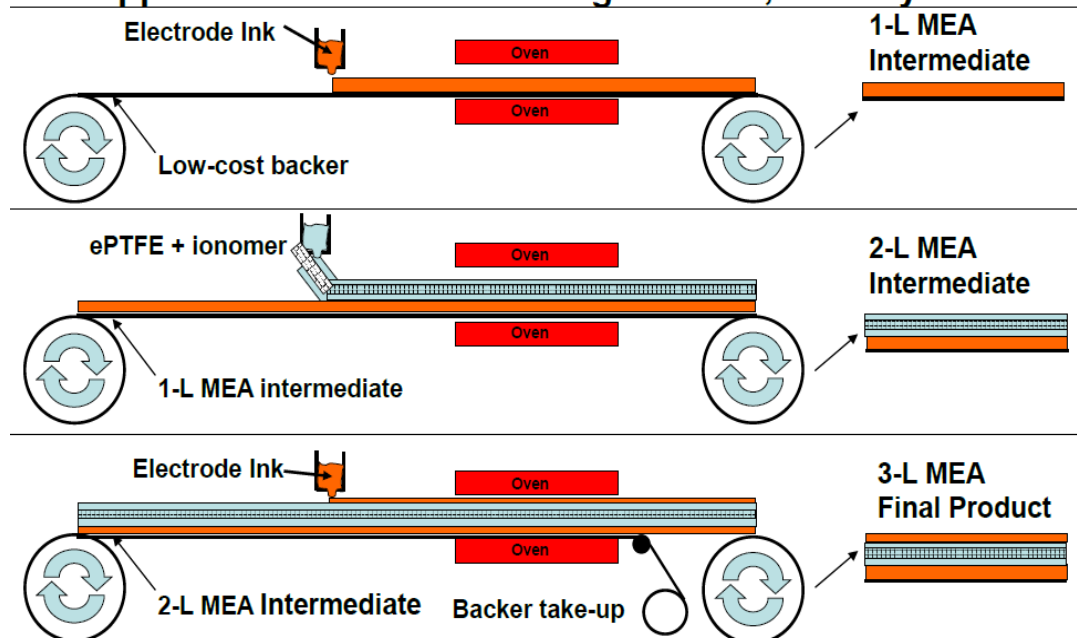 Electrode Ink
Oven
1-L MEA
Intermediate
Oven
Low-cost backer
ePTFE + ionomer
Oven
2-L MEA
Intermediate
Oven
1-L MEA intermediate
Electrode Ink
Oven
3-L MEA
Final Product
Oven
2-L MEA Intermediate
Backer take-up